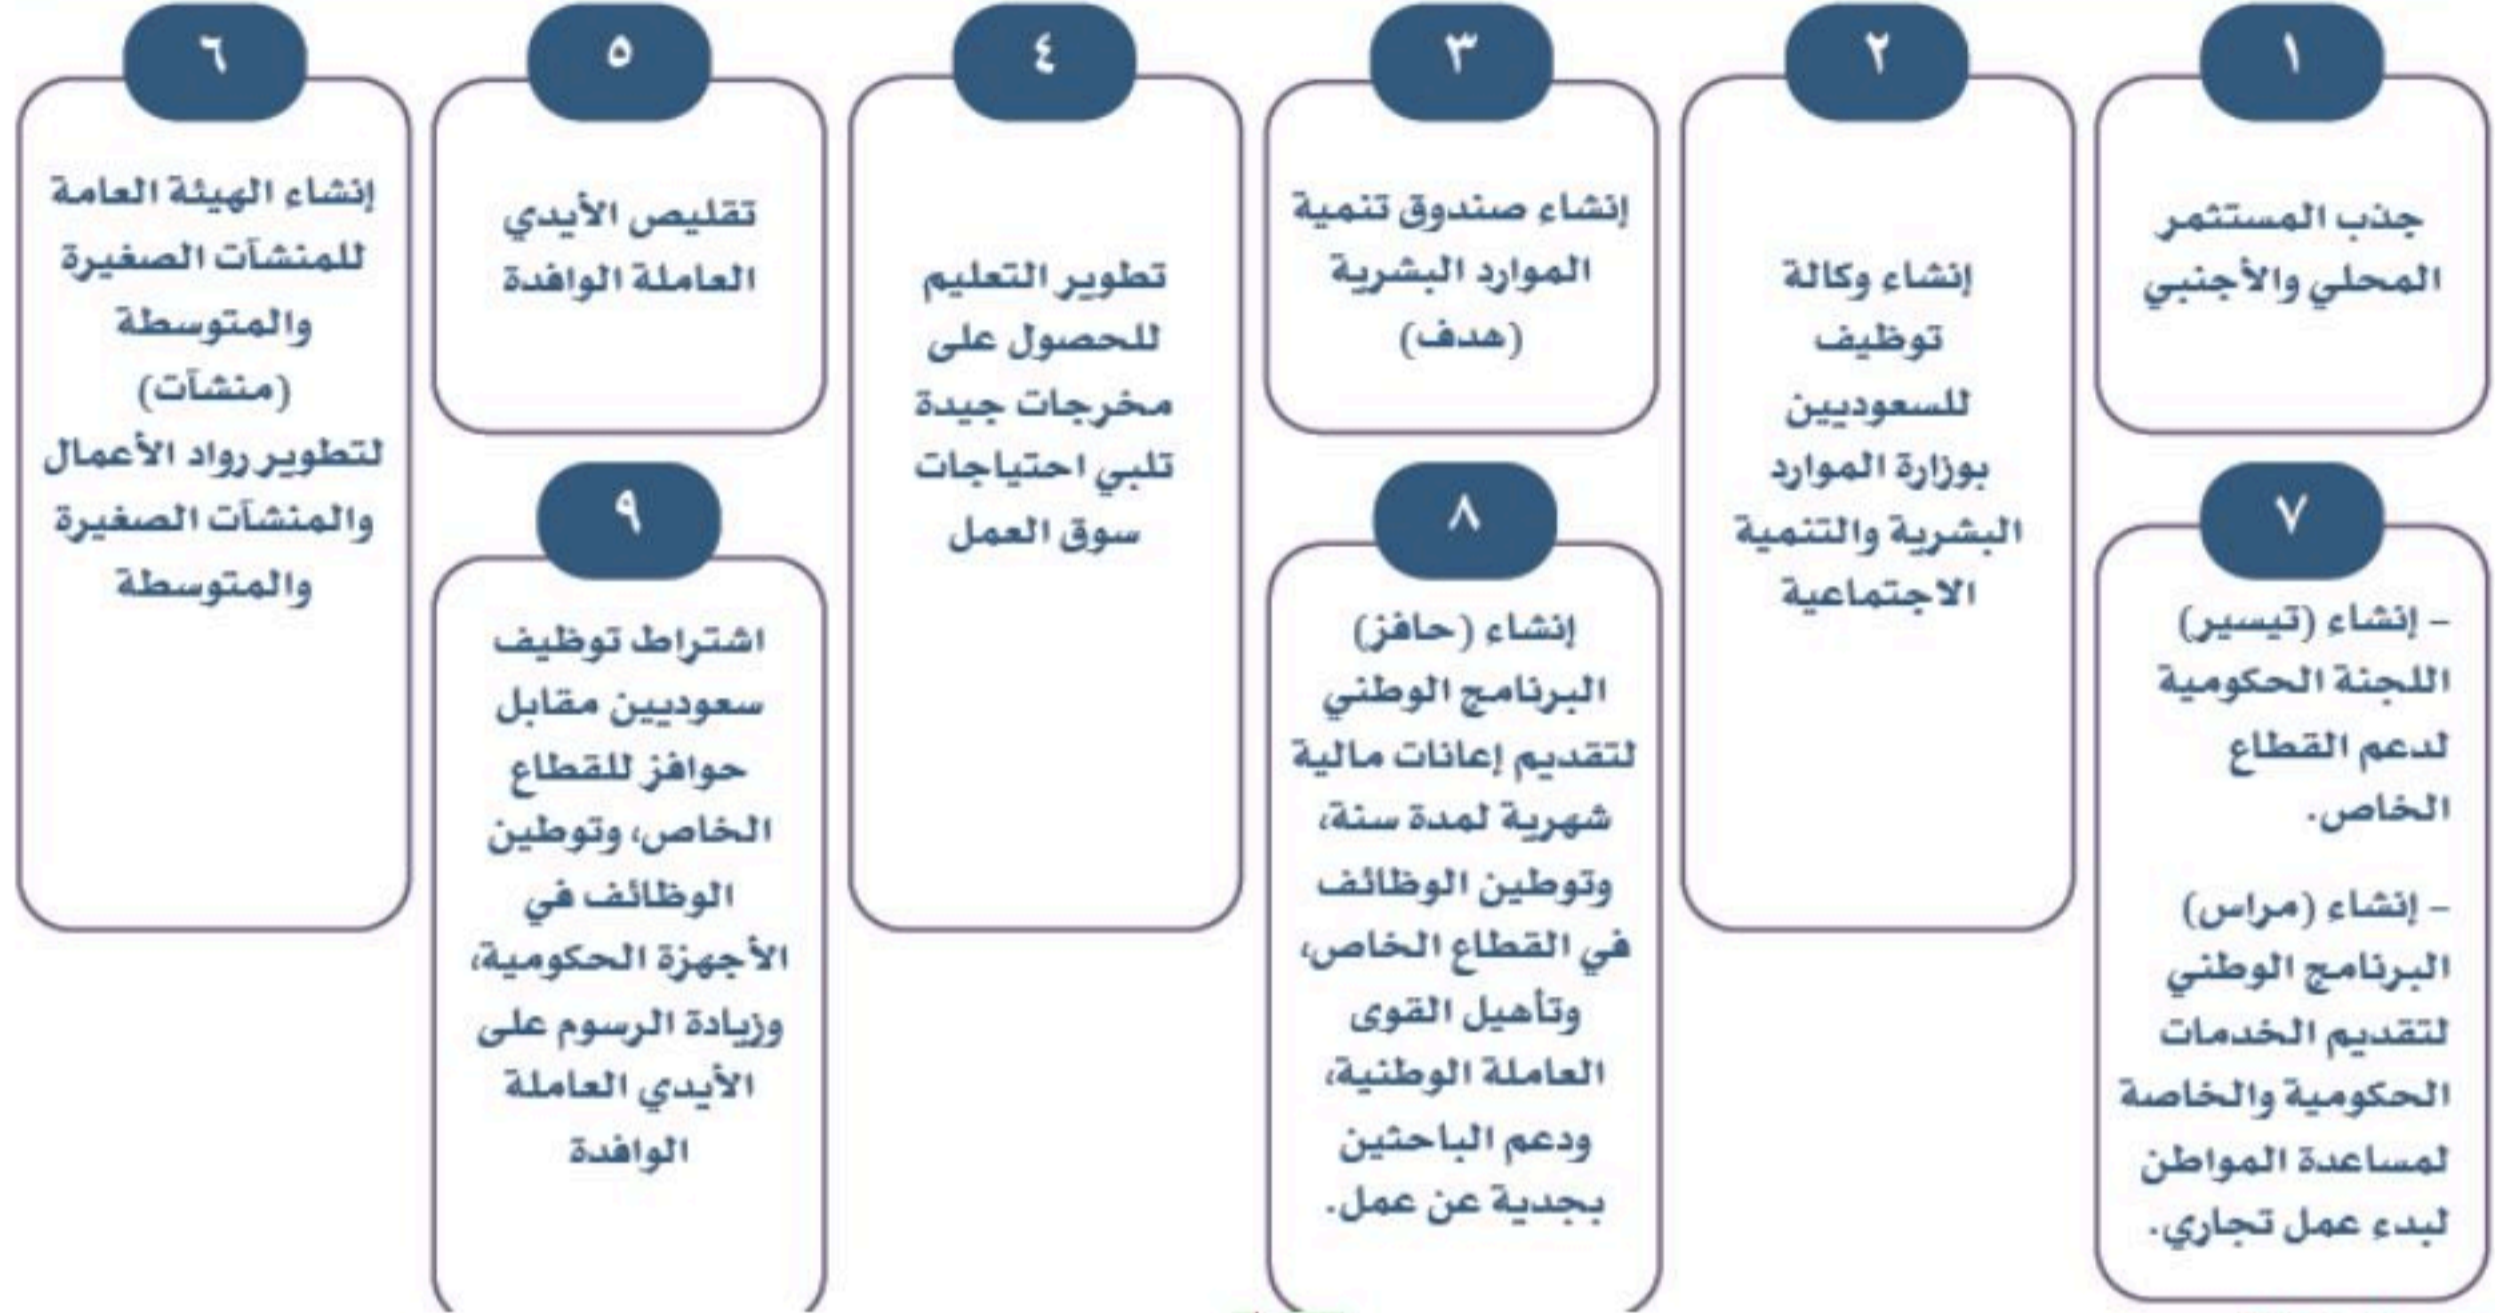 ١
جذب المستثمر
المحلي والأجنبي
٢
إنشاء وكالة
توظيف
للسعوديين
بوزارة الموارد
البشرية والتنمية
الاجتماعية
٣
إنشاء صندوق تنمية
الموارد البشرية
(هدف)
٤
تطوير التعليم
للحصول على
مخرجات جيدة
تلبي احتياجات
سوق العمل
٥
تقليص الأيدي
العاملة الوافدة
٦
إنشاء الهيئة العامة
للمنشآت الصغيرة
والمتوسطة
(منشآت)
لتطوير رواد الأعمال
والمنشآت الصغيرة
والمتوسطة
٧
– إنشاء (تيسير)
اللجنة الحكومية
لدعم القطاع
الخاص.
– إنشاء (مراس)
البرنامج الوطني
لتقديم الخدمات
الحكومية والخاصة
لمساعدة المواطن
لبدء عمل تجاري.
٨
إنشاء (حافز)
البرنامج الوطني
لتقديم إعانات مالية
شهرية لمدة سنة،
وتوطين الوظائف
في القطاع الخاص،
وتأهيل القوى
العاملة الوطنية،
ودعم الباحثين
بجدية عن عمل.
٩
اشتراط توظيف
سعوديين مقابل
حوافز للقطاع
الخاص، وتوطين
الوظائف في
الأجهزة الحكومية،
وزيادة الرسوم على
الأيدي العاملة
الوافدة